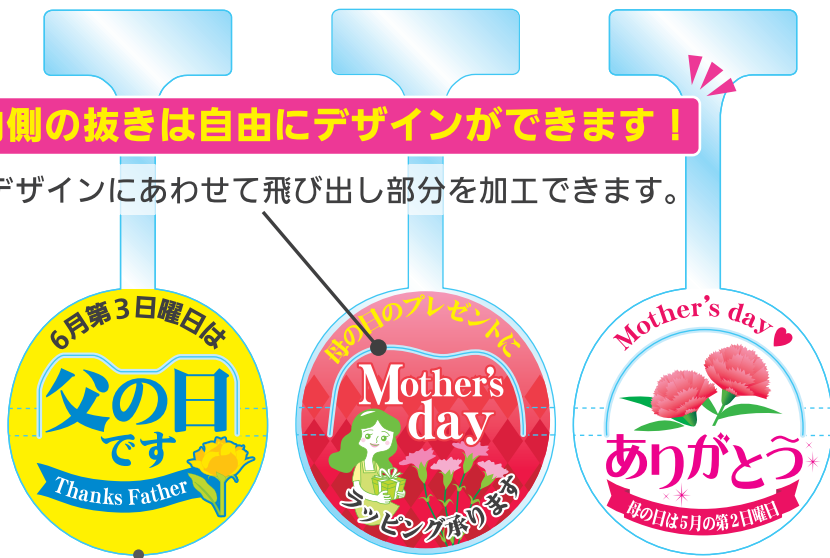 側の抜きは自由にデザインができます！
デザインにあわせて飛び出し部分を加工できます。
6月第3日曜日は
父の日
です
Thanks Father
母の日のプレゼントに
Mother's
day
ラッピング承ります
Mother's day
ありがとう
母の日は5月の第2日曜日